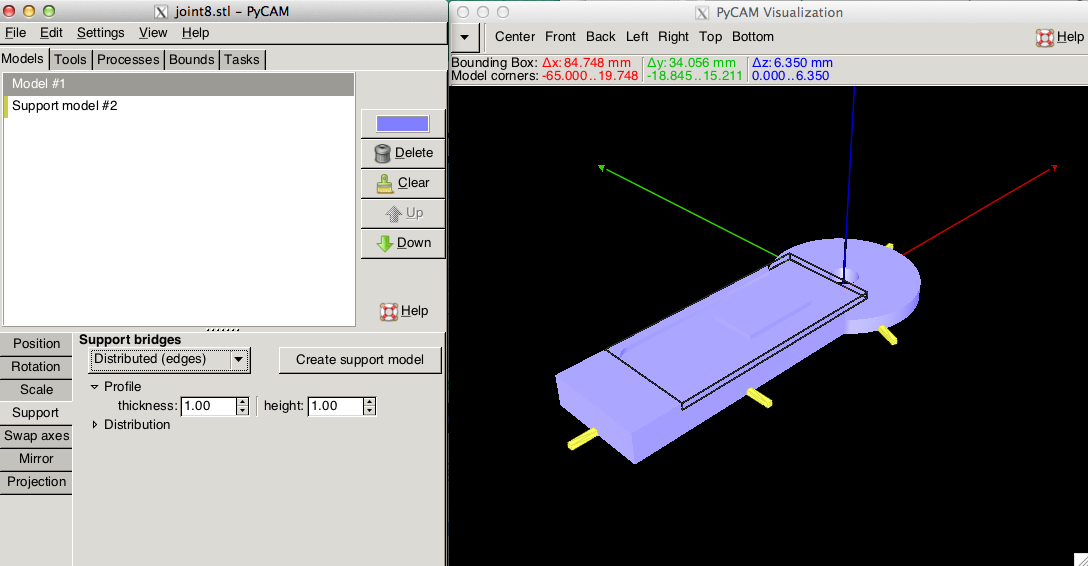 joint8.stl – PyCAM
File Edit Settings View Help
Models Tools Processes Bounds Tasks
Model #1
Support model #2
Delete
Clear
Up
Down
Help
Position
Rotation
Scale
Support
Swap axes
Mirror
Projection
Support bridges
Distributed (edges)
Create support model
Profile
thickness: 1.00 height: 1.00
Distribution
PyCAM Visualization
Center Front Back Left Right Top Bottom Help
Bounding Box: Δx: 84.748 mm Δy: 34.056 mm Δz: 6.350 mm
Model corners: -65.000..19.748 -18.845..15.211 0.000..6.350